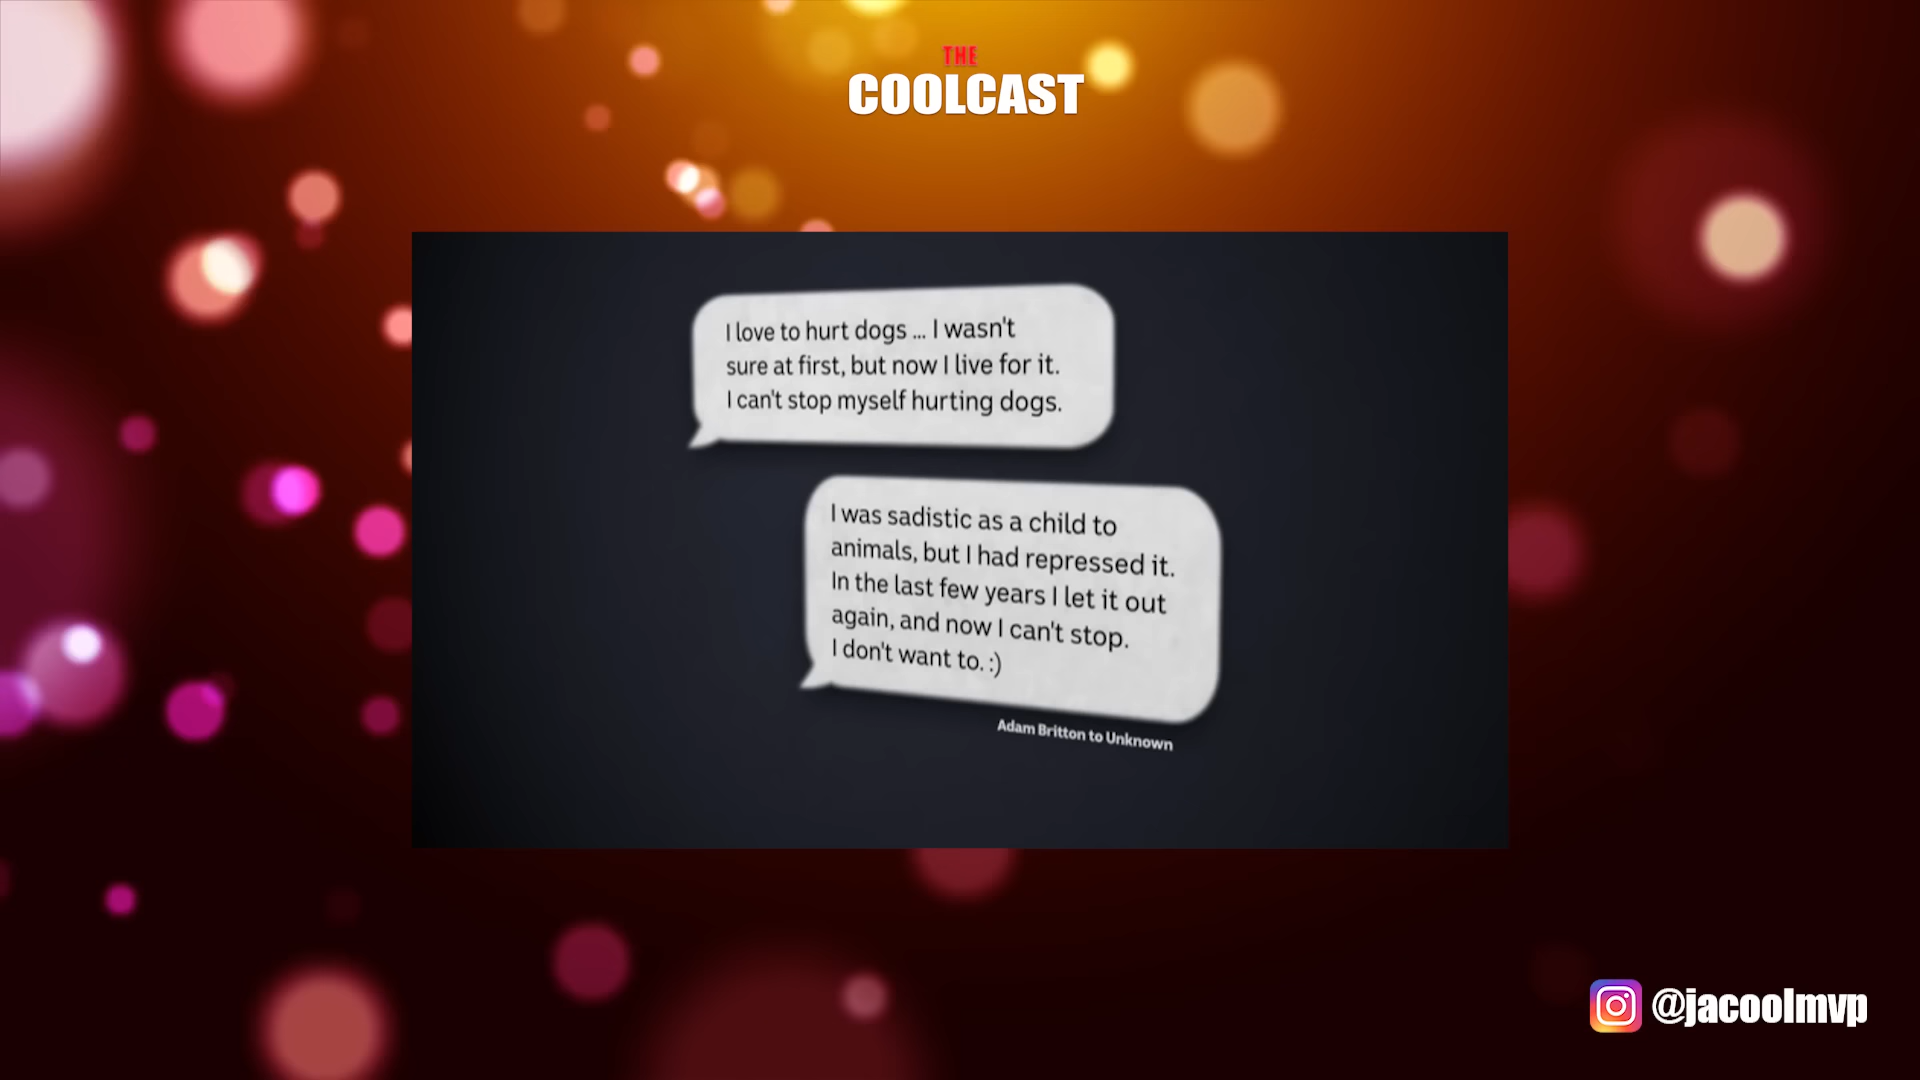 THE
COOLCAST
I love to hurt dogs ... I wasn't
sure at first, but now I live for it.
I can't stop myself hurting dogs.
I was sadistic as a child to
animals, but I had repressed it.
In the last few years I let it out
again, and now I can't stop.
I don't want to. :)
Adam Britton to Unknown
@jacoolmvp